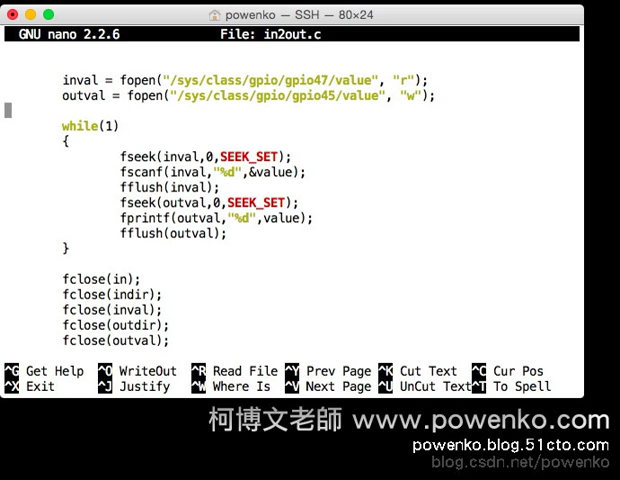 powenko — SSH — 80×24
GNU nano 2.2.6 File: in2out.c
inval = fopen("/sys/class/gpio/gpio47/value", "r");
outval = fopen("/sys/class/gpio/gpio45/value", "w");
while(1)
{
fseek(inval,0,SEEK_SET);
fscanf(inval,"%d",&value);
fflush(inval);
fseek(outval,0,SEEK_SET);
fprintf(outval,"%d",value);
fflush(outval);
}
fclose(in);
fclose(indir);
fclose(inval);
fclose(outdir);
fclose(outval);
^G Get Help ^O WriteOut ^R Read File ^Y Prev Page ^K Cut Text ^C Cur Pos
^X Exit ^J Justify ^W Where Is ^V Next Page ^U UnCut Text ^T To Spell
柯博文老師 www.powenko.com
powenko.blog.51cto.com
blog.csdn.net/powenko